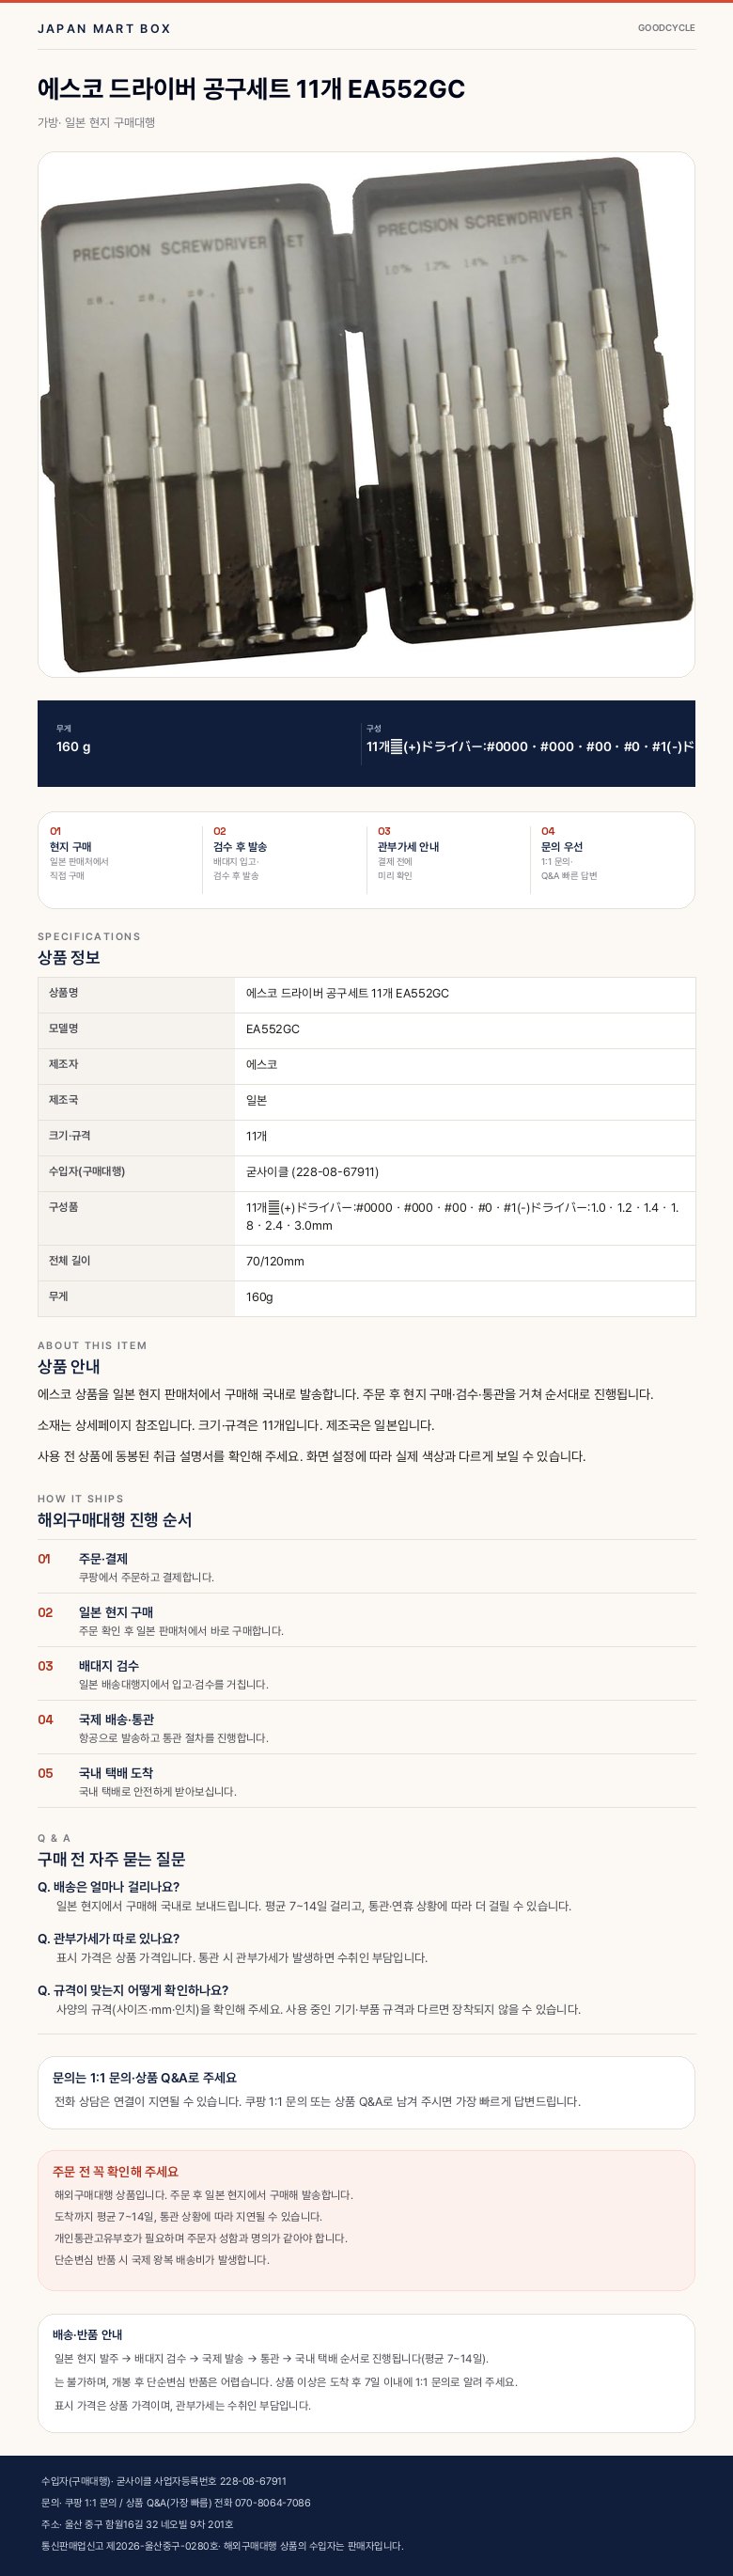 JAPAN MART BOX
GOODCYCLE
에스코 드라이버 공구세트 11개 EA552GC
가방· 일본 현지 구매대행
PRECISION SCREWDRIVER SET
PRECISION SCREWDRIVER SET
무게
160 g
구성
11개▤(+)ドライバー:#0000・#000・#00・#0・#1(-)ド
01
현지 구매
일본 판매처에서
직접 구매
02
검수 후 발송
배대지 입고·
검수 후 발송
03
관부가세 안내
결제 전에
미리 확인
04
문의 우선
1:1 문의·
Q&A 빠른 답변
SPECIFICATIONS
상품 정보
상품명 에스코 드라이버 공구세트 11개 EA552GC
모델명 EA552GC
제조자 에스코
제조국 일본
크기·규격 11개
수입자(구매대행) 굳사이클 (228-08-67911)
구성품 11개▤(+)ドライバー:#0000・#000・#00・#0・#1(-)ドライバー:1.0・1.2・1.4・1.
8・2.4・3.0mm
전체 길이 70/120mm
무게 160g
ABOUT THIS ITEM
상품 안내
에스코 상품을 일본 현지 판매처에서 구매해 국내로 발송합니다. 주문 후 현지 구매·검수·통관을 거쳐 순서대로 진행됩니다.
소재는 상세페이지 참조입니다. 크기·규격은 11개입니다. 제조국은 일본입니다.
사용 전 상품에 동봉된 취급 설명서를 확인해 주세요. 화면 설정에 따라 실제 색상과 다르게 보일 수 있습니다.
HOW IT SHIPS
해외구매대행 진행 순서
01 주문·결제
쿠팡에서 주문하고 결제합니다.
02 일본 현지 구매
주문 확인 후 일본 판매처에서 바로 구매합니다.
03 배대지 검수
일본 배송대행지에서 입고·검수를 거칩니다.
04 국제 배송·통관
항공으로 발송하고 통관 절차를 진행합니다.
05 국내 택배 도착
국내 택배로 안전하게 받아보십니다.
Q & A
구매 전 자주 묻는 질문
Q. 배송은 얼마나 걸리나요?
일본 현지에서 구매해 국내로 보내드립니다. 평균 7~14일 걸리고, 통관·연휴 상황에 따라 더 걸릴 수 있습니다.
Q. 관부가세가 따로 있나요?
표시 가격은 상품 가격입니다. 통관 시 관부가세가 발생하면 수취인 부담입니다.
Q. 규격이 맞는지 어떻게 확인하나요?
사양의 규격(사이즈·mm·인치)을 확인해 주세요. 사용 중인 기기·부품 규격과 다르면 장착되지 않을 수 있습니다.
문의는 1:1 문의·상품 Q&A로 주세요
전화 상담은 연결이 지연될 수 있습니다. 쿠팡 1:1 문의 또는 상품 Q&A로 남겨 주시면 가장 빠르게 답변드립니다.
주문 전 꼭 확인해 주세요
해외구매대행 상품입니다. 주문 후 일본 현지에서 구매해 발송합니다.
도착까지 평균 7~14일, 통관 상황에 따라 지연될 수 있습니다.
개인통관고유부호가 필요하며 주문자 성함과 명의가 같아야 합니다.
단순변심 반품 시 국제 왕복 배송비가 발생합니다.
배송·반품 안내
일본 현지 발주 → 배대지 검수 → 국제 발송 → 통관 → 국내 택배 순서로 진행됩니다(평균 7~14일).
는 불가하며, 개봉 후 단순변심 반품은 어렵습니다. 상품 이상은 도착 후 7일 이내에 1:1 문의로 알려 주세요.
표시 가격은 상품 가격이며, 관부가세는 수취인 부담입니다.
수입자(구매대행)· 굳사이클 사업자등록번호 228-08-67911
문의· 쿠팡 1:1 문의 / 상품 Q&A(가장 빠름) 전화 070-8064-7086
주소· 울산 중구 함월16길 32 네오빌 9차 201호
통신판매업신고 제2026-울산중구-0280호· 해외구매대행 상품의 수입자는 판매자입니다.